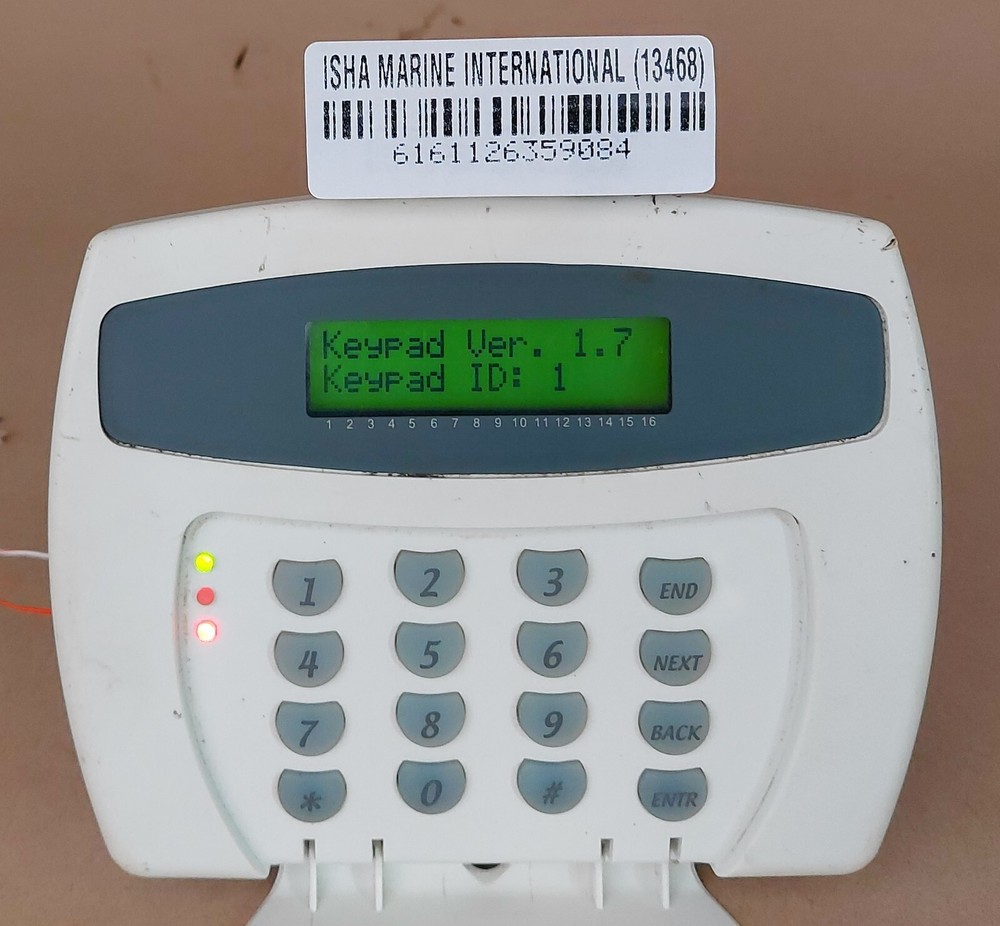 ISHA MARINE INTERNATIONAL (13468)
6161126359084
Keypad Ver. 1.7
Keypad ID: 1
1 2 3 4 5 6 7 8 9 10 11 12 13 14 15 16
1 2 3 END
4 5 6 NEXT
7 8 9 BACK
* 0 # ENTR